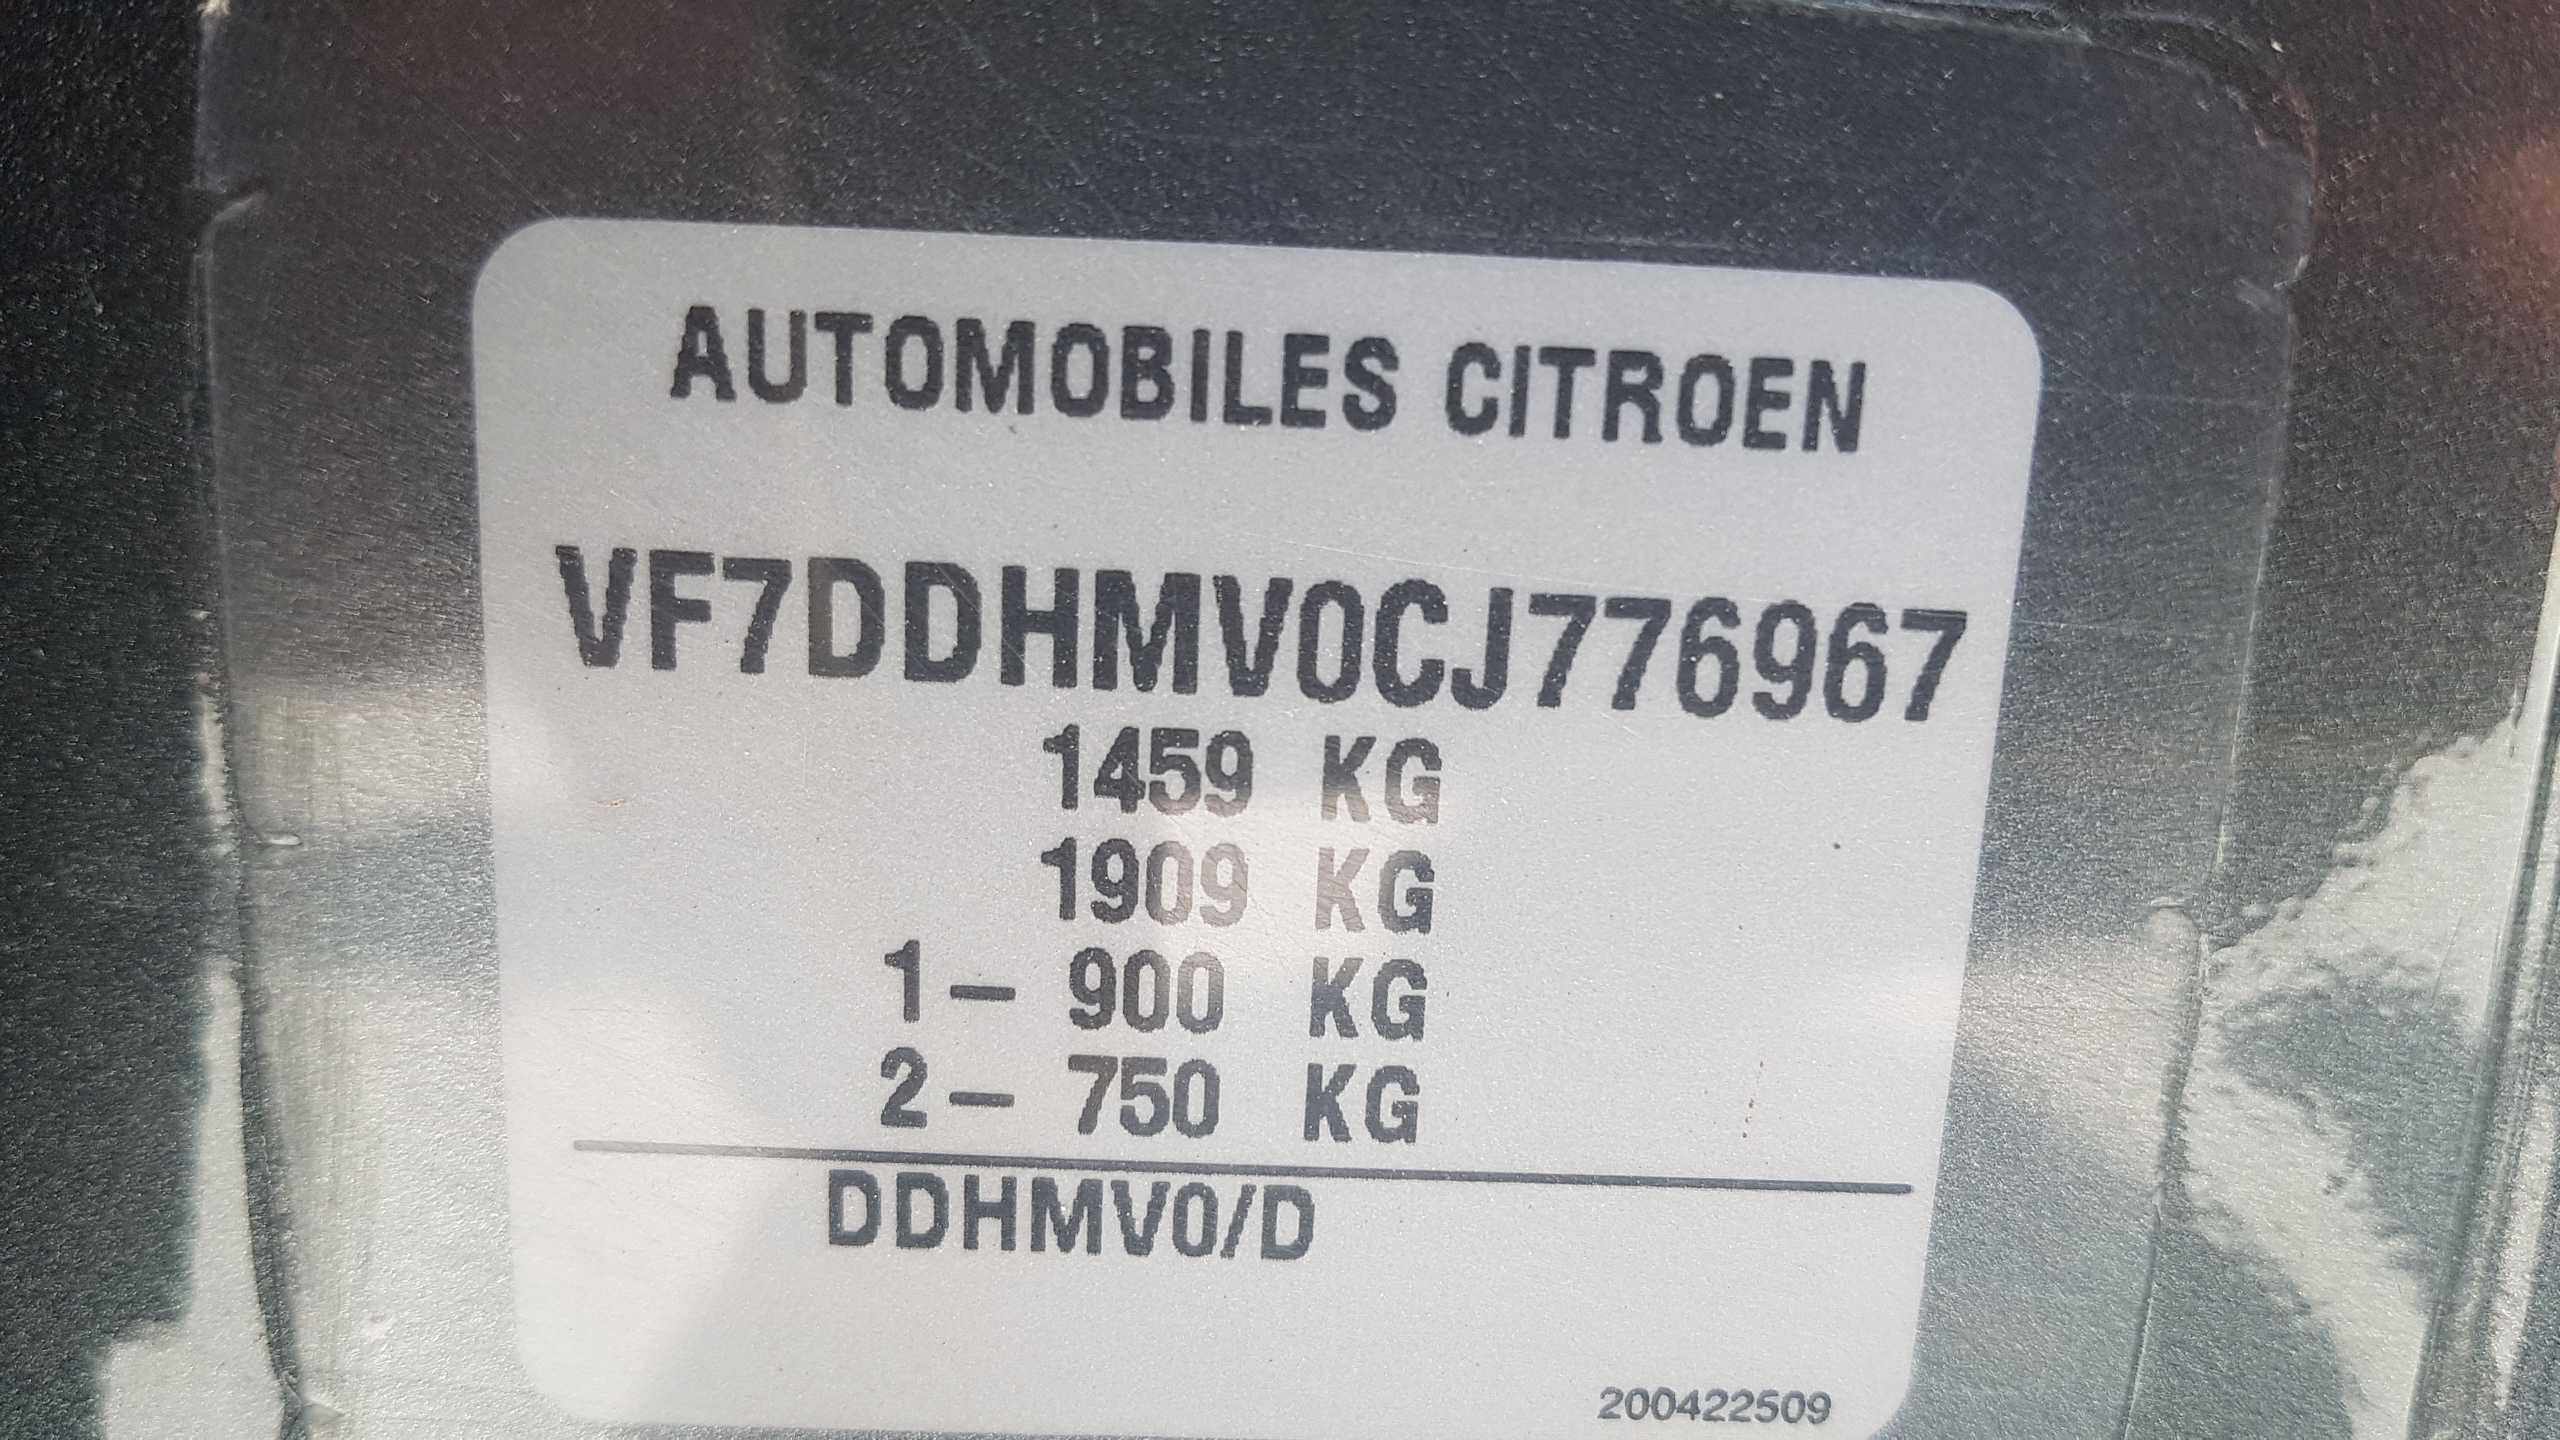 AUTOMOBILES CITROEN
VF7DDHMV0CJ776967
1459 KG
1909 KG
1- 900 KG
2- 750 KG
DDHMV0/D
200422509